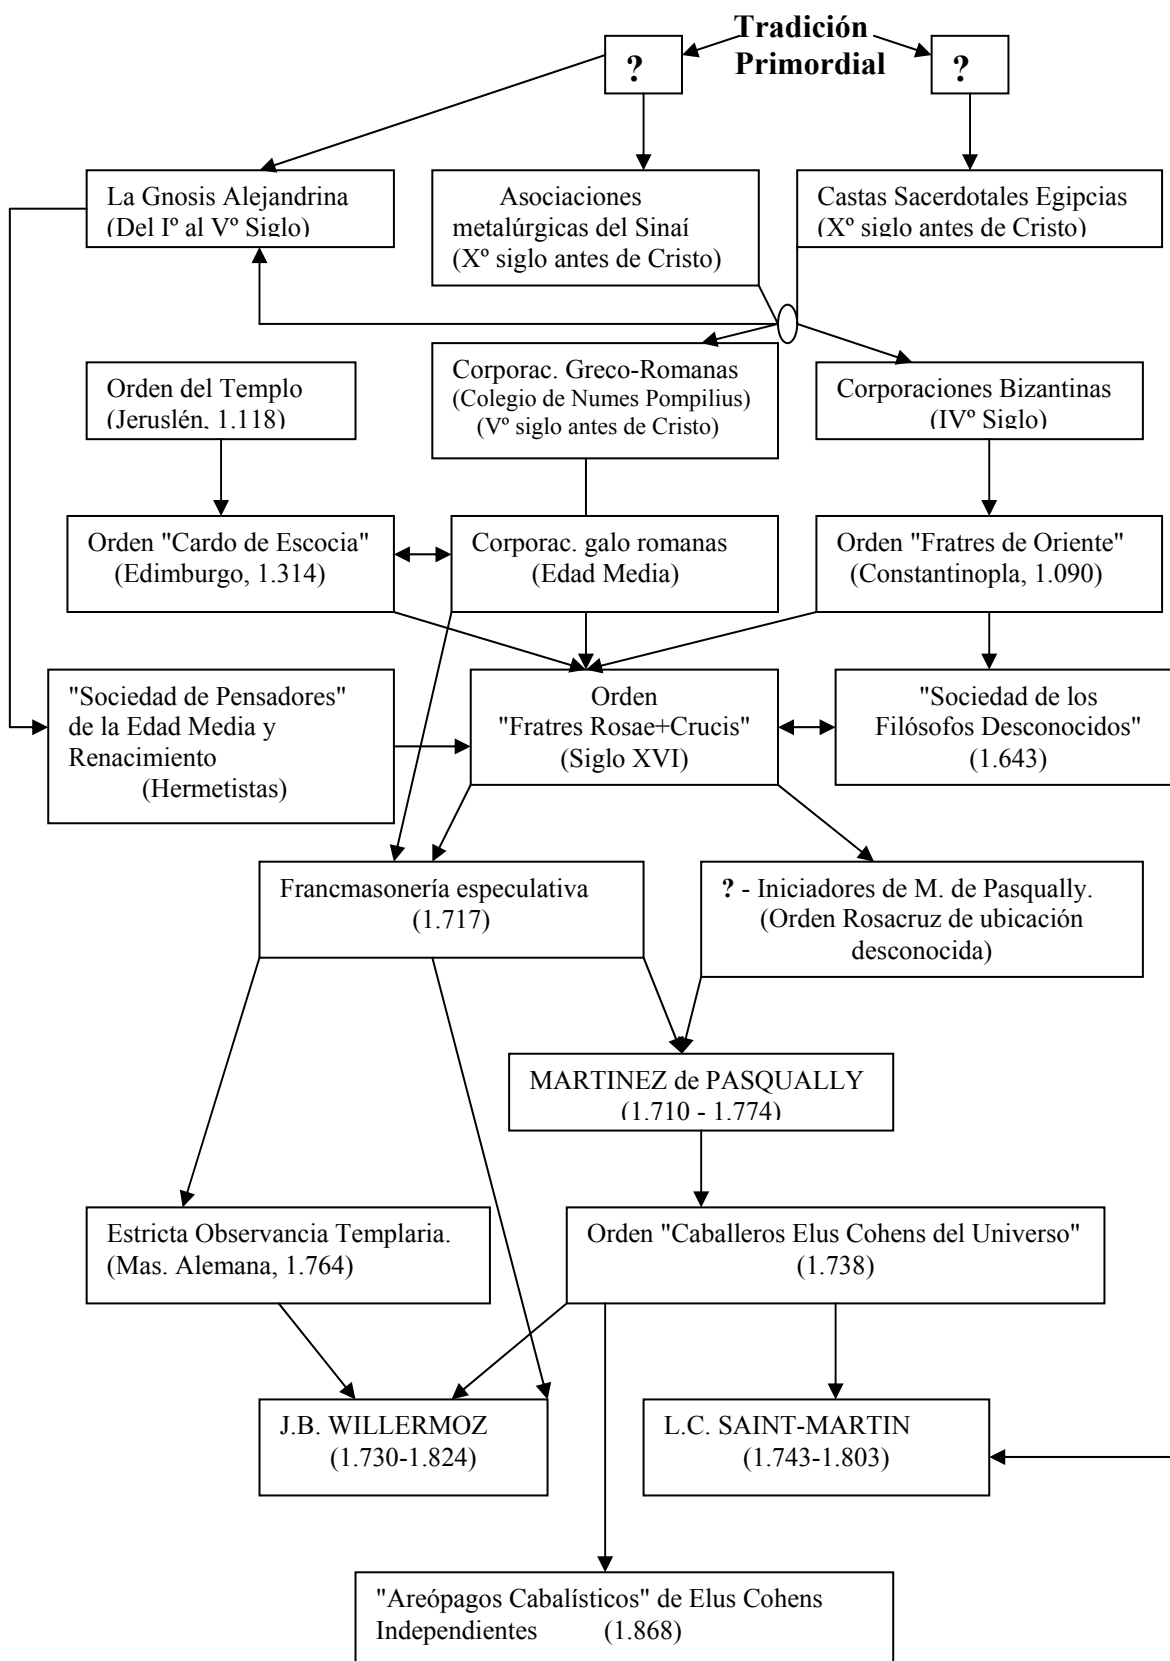 Tradición
Primordial
?
?
La Gnosis Alejandrina
(Del Iº al Vº Siglo)
Asociaciones
metalúrgicas del Sinaí
(Xº siglo antes de Cristo)
Castas Sacerdotales Egipcias
(Xº siglo antes de Cristo)
Orden del Templo
(Jeruslén, 1.118)
Corporac. Greco-Romanas
(Colegio de Numes Pompilius)
(Vº siglo antes de Cristo)
Corporaciones Bizantinas
(IVº Siglo)
Orden "Cardo de Escocia"
(Edimburgo, 1.314)
Corporac. galo romanas
(Edad Media)
Orden "Fratres de Oriente"
(Constantinopla, 1.090)
"Sociedad de Pensadores"
de la Edad Media y
Renacimiento
(Hermetistas)
Orden
"Fratres Rosae+Crucis"
(Siglo XVI)
"Sociedad de los
Filósofos Desconocidos"
(1.643)
Francmasonería especulativa
(1.717)
? - Iniciadores de M. de Pasqually.
(Orden Rosacruz de ubicación
desconocida)
MARTINEZ de PASQUALLY
(1.710 - 1.774)
Estricta Observancia Templaria.
(Mas. Alemana, 1.764)
Orden "Caballeros Elus Cohens del Universo"
(1.738)
J.B. WILLERMOZ
(1.730-1.824)
L.C. SAINT-MARTIN
(1.743-1.803)
"Areópagos Cabalísticos" de Elus Cohens
Independientes (1.868)